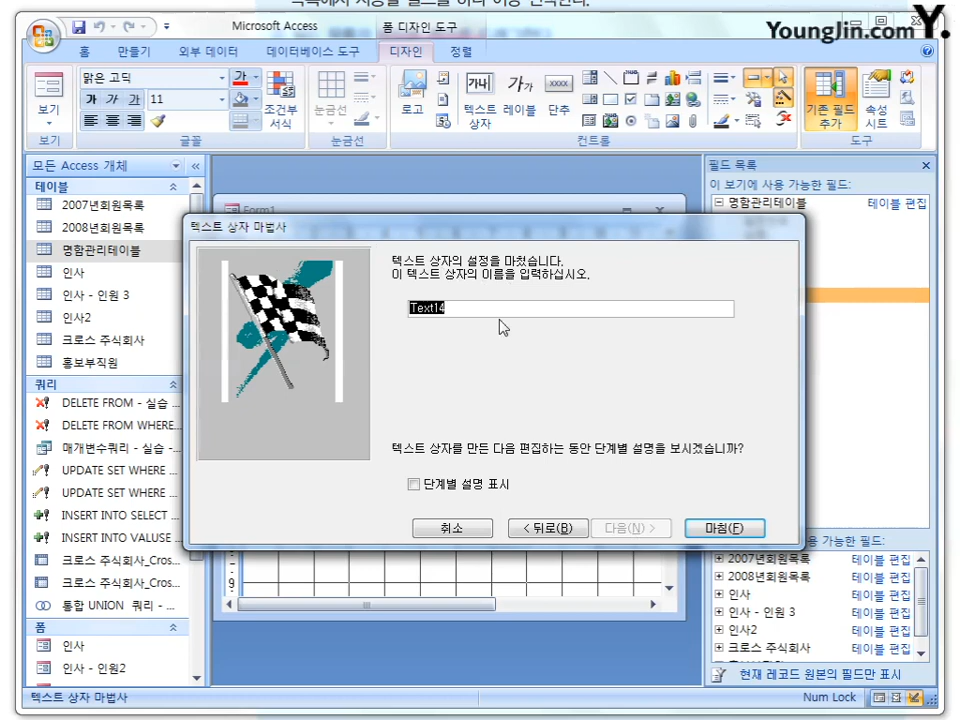 Younglin.com Y.
Microsoft Access
폼 디자인 도구
홈
만들기
외부 데이터
데이터베이스 도구
디자인
정렬
보기
맑은 고딕
가
가
가
가
11
조건부
서식
눈금선
로고
가나
텍스트
상자
가가
레이블
XXXX
단추
기존 필드
추가
속성
시트
보기
글꼴
눈금선
컨트롤
도구
모든 Access 개체
테이블
2007년회원목록
2008년회원목록
명함관리테이블
인사
인사 - 인원 3
인사2
크로스 주식회사
홍보부직원
쿼리
DELETE FROM - 실습 ...
DELETE FROM WHERE...
매개변수쿼리 - 실습 -...
UPDATE SET WHERE ...
UPDATE SET WHERE ...
INSERT INTO SELECT ...
INSERT INTO VALUSE ...
크로스 주식회사_Cros...
크로스 주식회사_Cros...
통합 UNION 쿼리 - ...
폼
인사
인사 - 인원2
Form1
텍스트 상자 마법사
텍스트 상자의 설정을 마쳤습니다.
이 텍스트 상자의 이름을 입력하십시오.
Text14
텍스트 상자를 만든 다음 편집하는 동안 단계별 설명을 보시겠습니까?
단계별 설명 표시
취소
< 뒤로(B)
다음(N) >
마침(F)
9
필드 목록
이 보기에 사용 가능한 필드:
명함관리테이블
테이블 편집
용 가능한 필드:
2007년회원목록
테이블 편집
2008년회원목록
테이블 편집
인사
테이블 편집
인사 - 인원 3
테이블 편집
인사2
테이블 편집
크로스 주식회사
테이블 편집
현재 레코드 원본의 필드만 표시
텍스트 상자 마법사
Num Lock